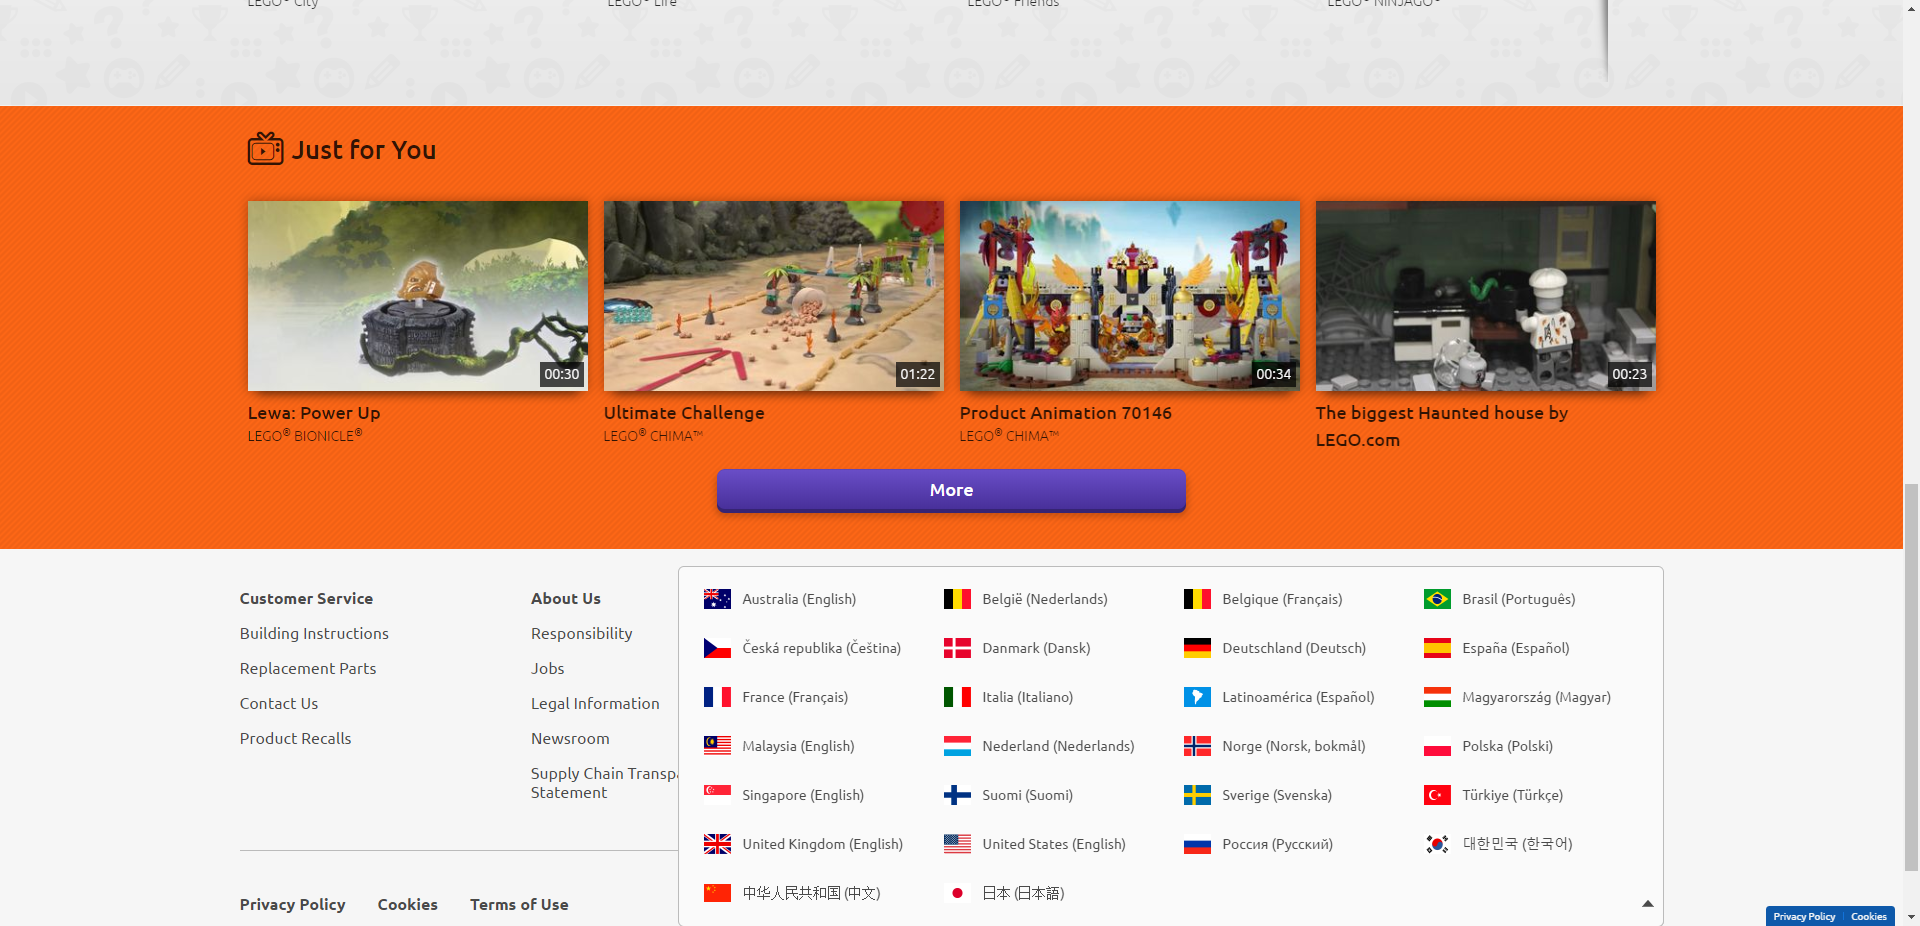 LEGO® City
LEGO® Life
LEGO® Friends
LEGO® NINJAGO®
Just for You
00:30
01:22
00:34
00:23
Lewa: Power Up
LEGO® BIONICLE®
Ultimate Challenge
LEGO® CHIMA™
Product Animation 70146
LEGO® CHIMA™
The biggest Haunted house by
LEGO.com
More
Customer Service
Building Instructions
Replacement Parts
Contact Us
Product Recalls
About Us
Responsibility
Jobs
Legal Information
Newsroom
Supply Chain Transpa
Statement
Australia (English)
België (Nederlands)
Belgique (Français)
Brasil (Português)
Česká republika (Čeština)
Danmark (Dansk)
Deutschland (Deutsch)
España (Español)
France (Français)
Italia (Italiano)
Latinoamérica (Español)
Magyarország (Magyar)
Malaysia (English)
Nederland (Nederlands)
Norge (Norsk, bokmål)
Polska (Polski)
Singapore (English)
Suomi (Suomi)
Sverige (Svenska)
Türkiye (Türkçe)
United Kingdom (English)
United States (English)
Россия (Русский)
대한민국 (한국어)
中华人民共和国 (中文)
日本 (日本語)
Privacy Policy
Cookies
Terms of Use
Privacy Policy
Cookies